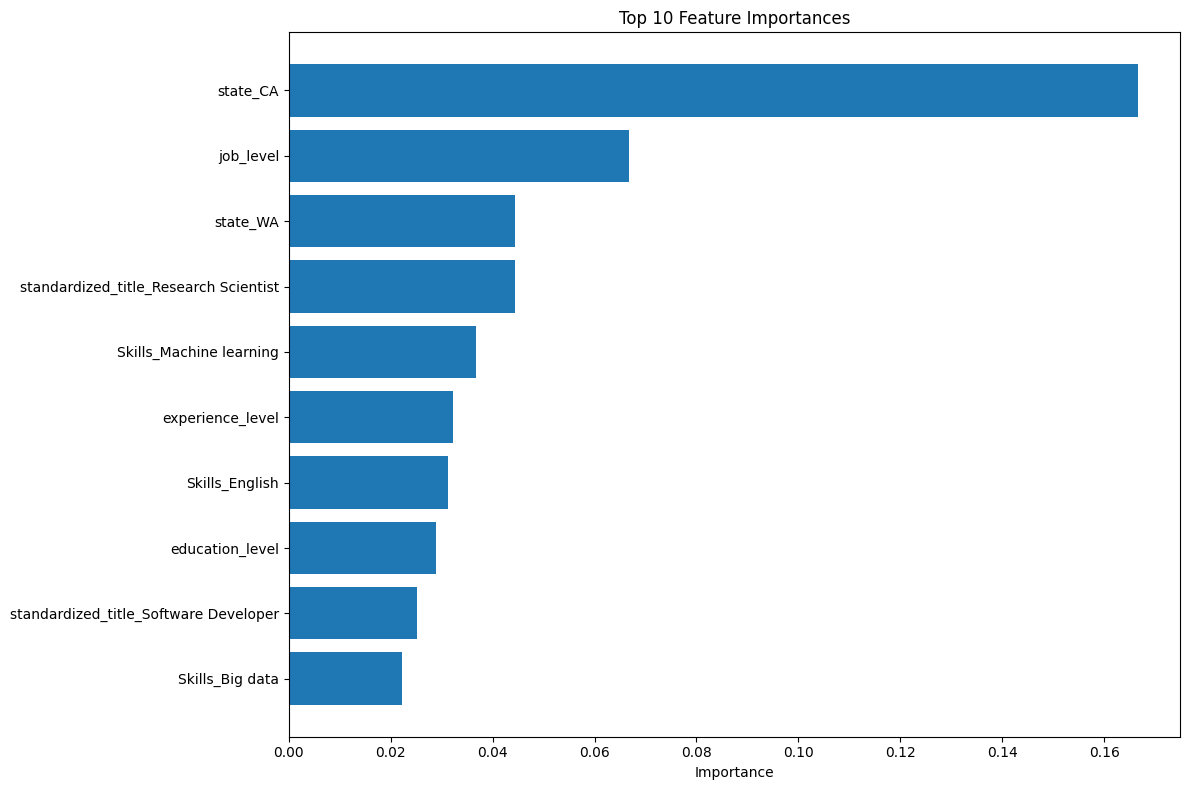 Top 10 Feature Importances
state_CA
job_level
state_WA
standardized_title_Research Scientist
Skills_Machine learning
experience_level
Skills_English
education_level
standardized_title_Software Developer
Skills_Big data
0.00 0.02 0.04 0.06 0.08 0.10 0.12 0.14 0.16
Importance